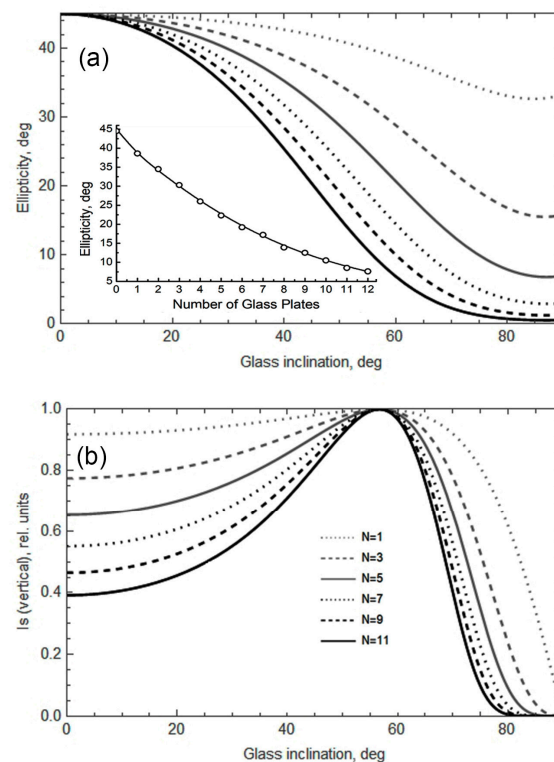 (a)
40
30
20
10
0
Ellipticity, deg
45
40
35
30
25
20
15
10
5
Ellipticity, deg
0 1 2 3 4 5 6 7 8 9 10 11 12
Number of Glass Plates
0 20 40 60 80
Glass inclination, deg
(b)
1.0
0.8
0.6
0.4
0.2
0.0
Is (vertical), rel. units
N=1
N=3
N=5
N=7
N=9
N=11
0 20 40 60 80
Glass inclination, deg